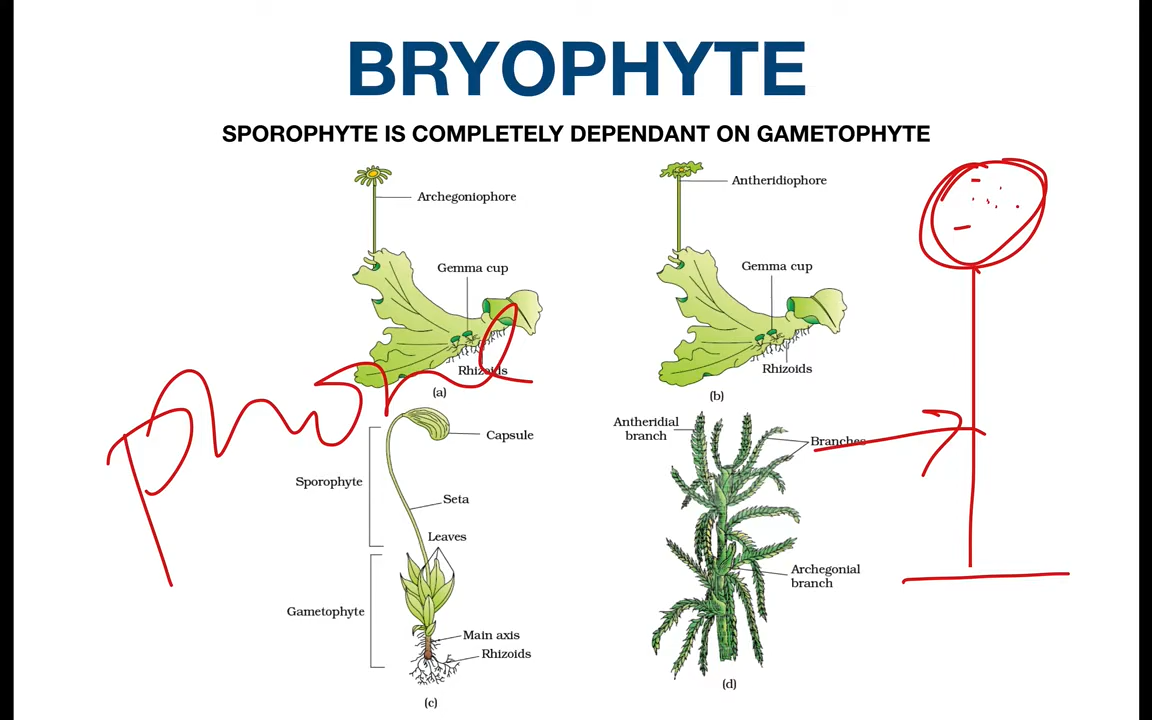 BRYOPHYTE
SPOROPHYTE IS COMPLETELY DEPENDANT ON GAMETOPHYTE
Archegoniophore
Gemma cup
Rhizoids
(a)
Antheridiophore
Gemma cup
Rhizoids
(b)
phore
Capsule
Sporophyte
Seta
Leaves
Gametophyte
Main axis
Rhizoids
(c)
Antheridial
branch
Branches
Archegonial
branch
(d)